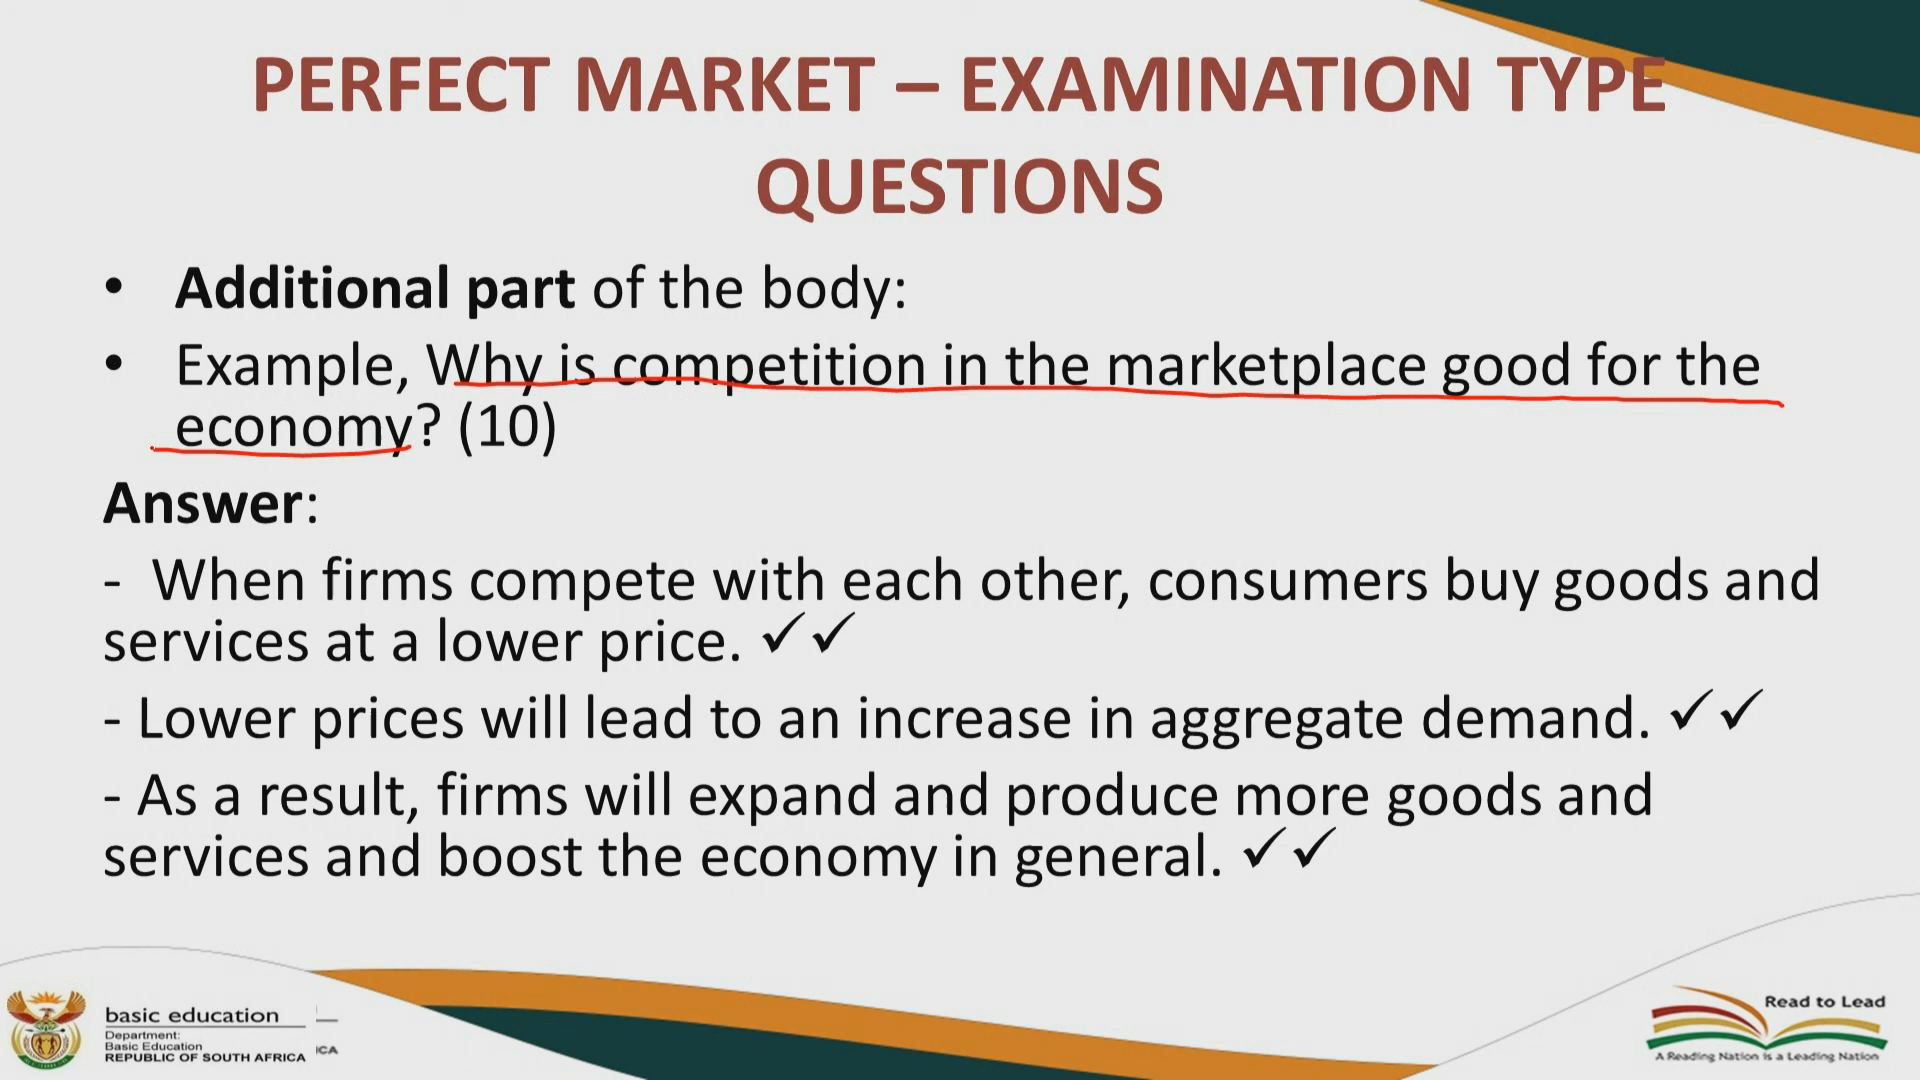 PERFECT MARKET – EXAMINATION TYPE
QUESTIONS
• Additional part of the body:
• Example, Why is competition in the marketplace good for the
economy? (10)
Answer:
- When firms compete with each other, consumers buy goods and
services at a lower price. ✓✓
- Lower prices will lead to an increase in aggregate demand. ✓✓
- As a result, firms will expand and produce more goods and
services and boost the economy in general. ✓✓
basic education
Department:
Basic Education
REPUBLIC OF SOUTH AFRICA
ICA
Read to Lead
A Reading Nation is a Leading Nation